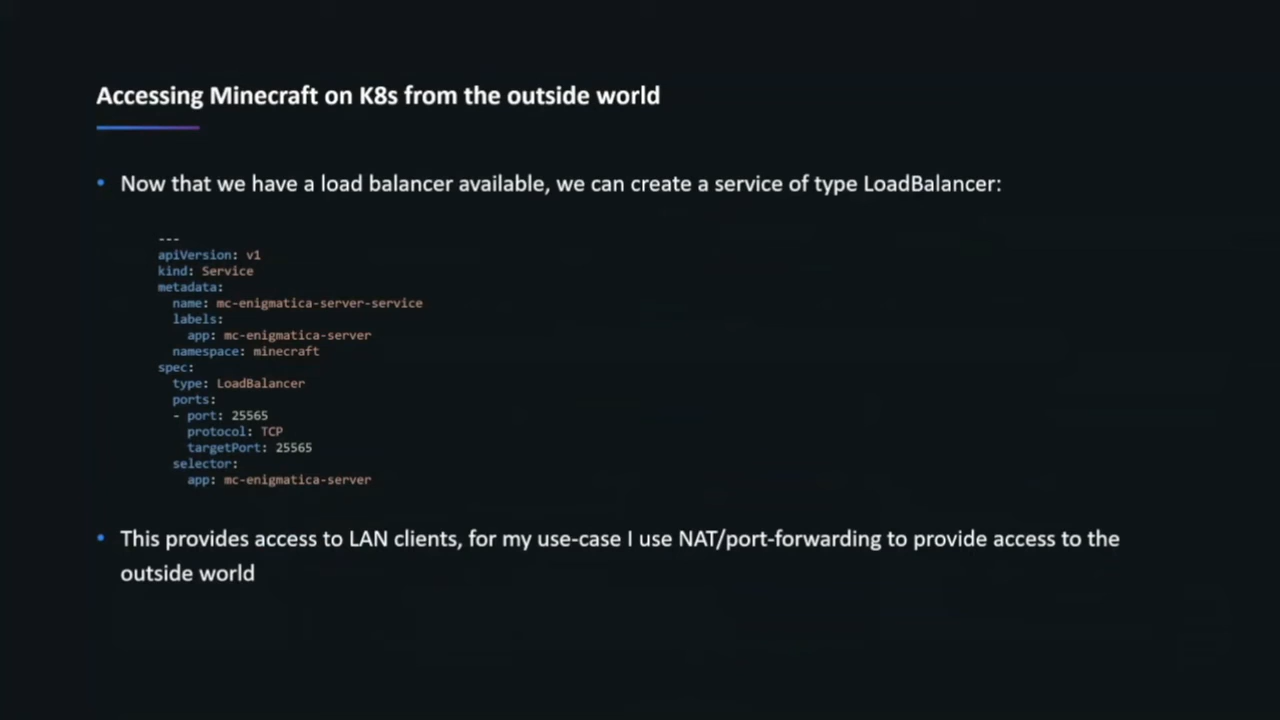 Accessing Minecraft on K8s from the outside world
• Now that we have a load balancer available, we can create a service of type LoadBalancer:
---
apiVersion: v1
kind: Service
metadata:
  name: mc-enigmatica-server-service
  labels:
    app: mc-enigmatica-server
  namespace: minecraft
spec:
  type: LoadBalancer
  ports:
  - port: 25565
    protocol: TCP
    targetPort: 25565
  selector:
    app: mc-enigmatica-server
• This provides access to LAN clients, for my use-case I use NAT/port-forwarding to provide access to the
outside world